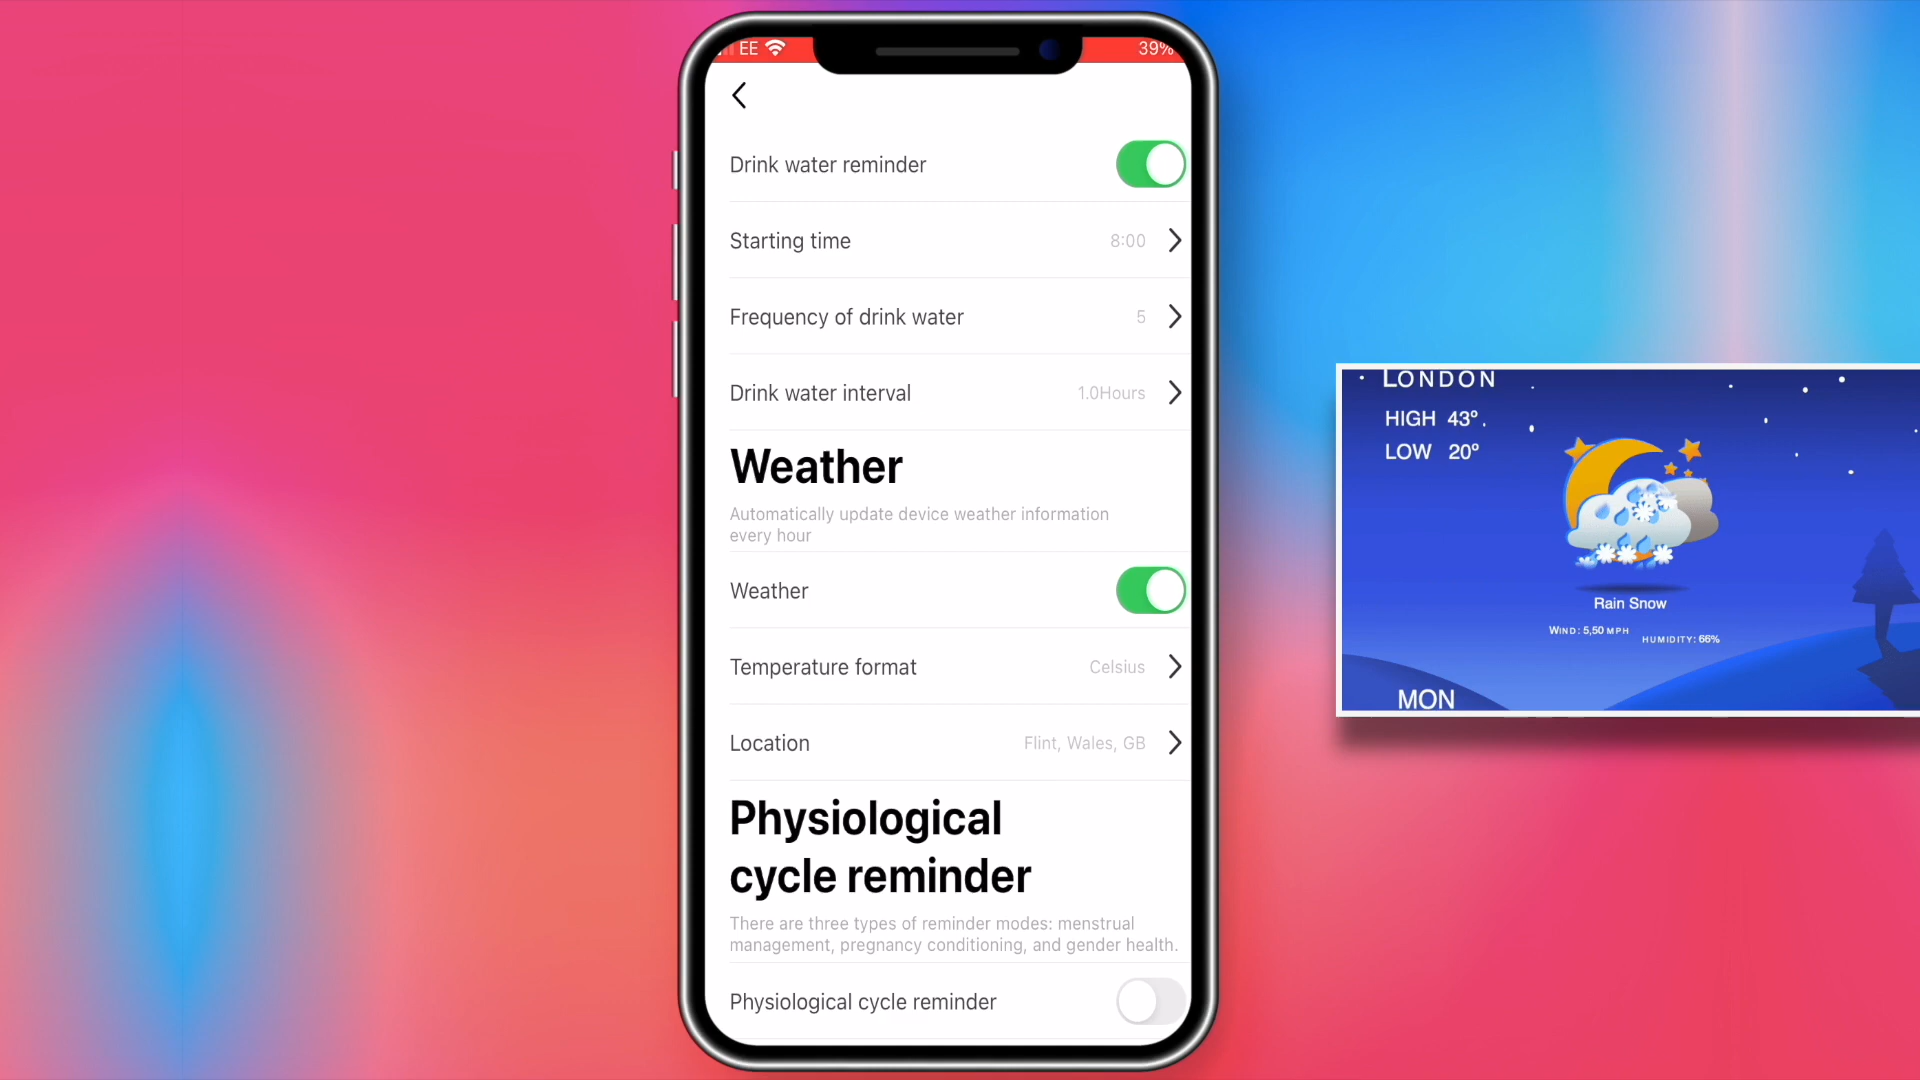 EE
39%
Drink water reminder
Starting time
8:00
Frequency of drink water
5
Drink water interval
1.0Hours
Weather
Automatically update device weather information
every hour
Weather
Temperature format
Celsius
Location
Flint, Wales, GB
Physiological
cycle reminder
There are three types of reminder modes: menstrual
management, pregnancy conditioning, and gender health.
Physiological cycle reminder
LONDON
HIGH 43°
LOW 20°
Rain Snow
WIND: 5,50 MPH
HUMIDITY: 66%
MON